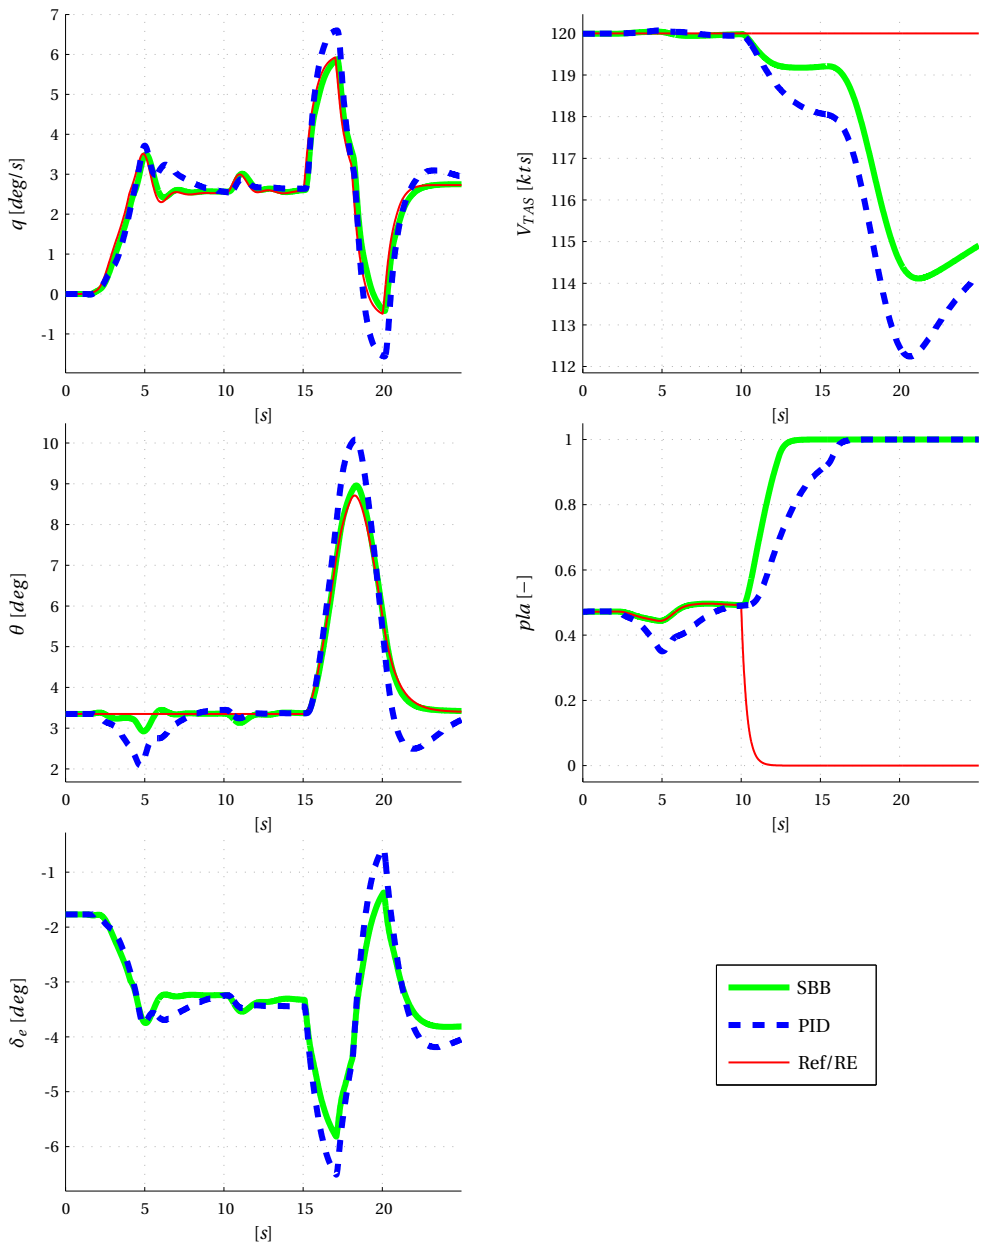 q [deg/s]
7
6
5
4
3
2
1
0
-1
0 5 10 15 20
[s]
V_TAS [kts]
120
119
118
117
116
115
114
113
112
0 5 10 15 20
[s]
θ [deg]
10
9
8
7
6
5
4
3
2
0 5 10 15 20
[s]
pla [−]
1
0.8
0.6
0.4
0.2
0
0 5 10 15 20
[s]
δ_e [deg]
-1
-2
-3
-4
-5
-6
0 5 10 15 20
[s]
SBB
PID
Ref/RE